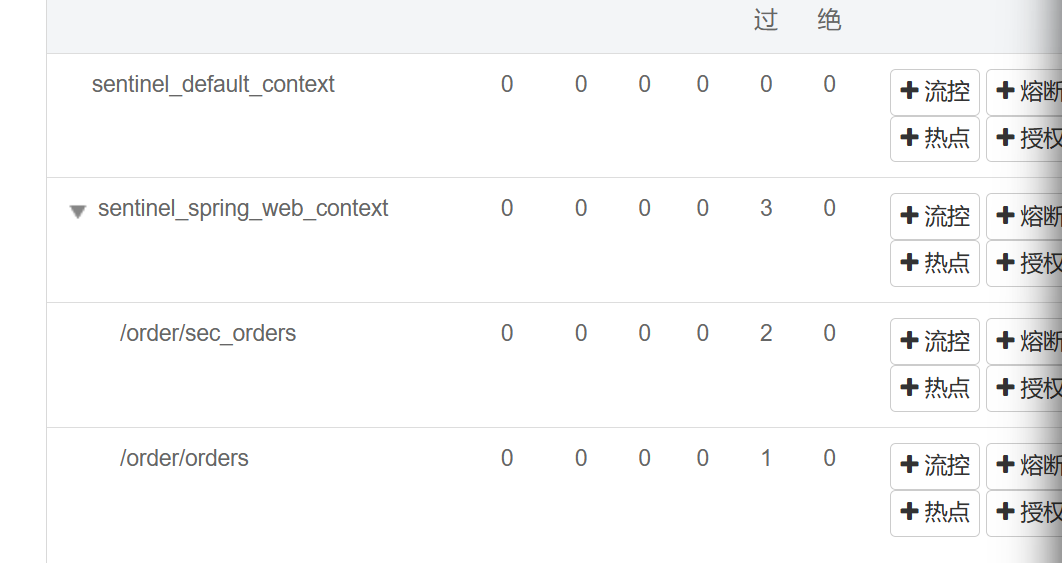 过 绝
sentinel_default_context 0 0 0 0 0 0 流控 熔断
热点 授权
sentinel_spring_web_context 0 0 0 0 3 0 流控 熔断
热点 授权
/order/sec_orders 0 0 0 0 2 0 流控 熔断
热点 授权
/order/orders 0 0 0 0 1 0 流控 熔断
热点 授权